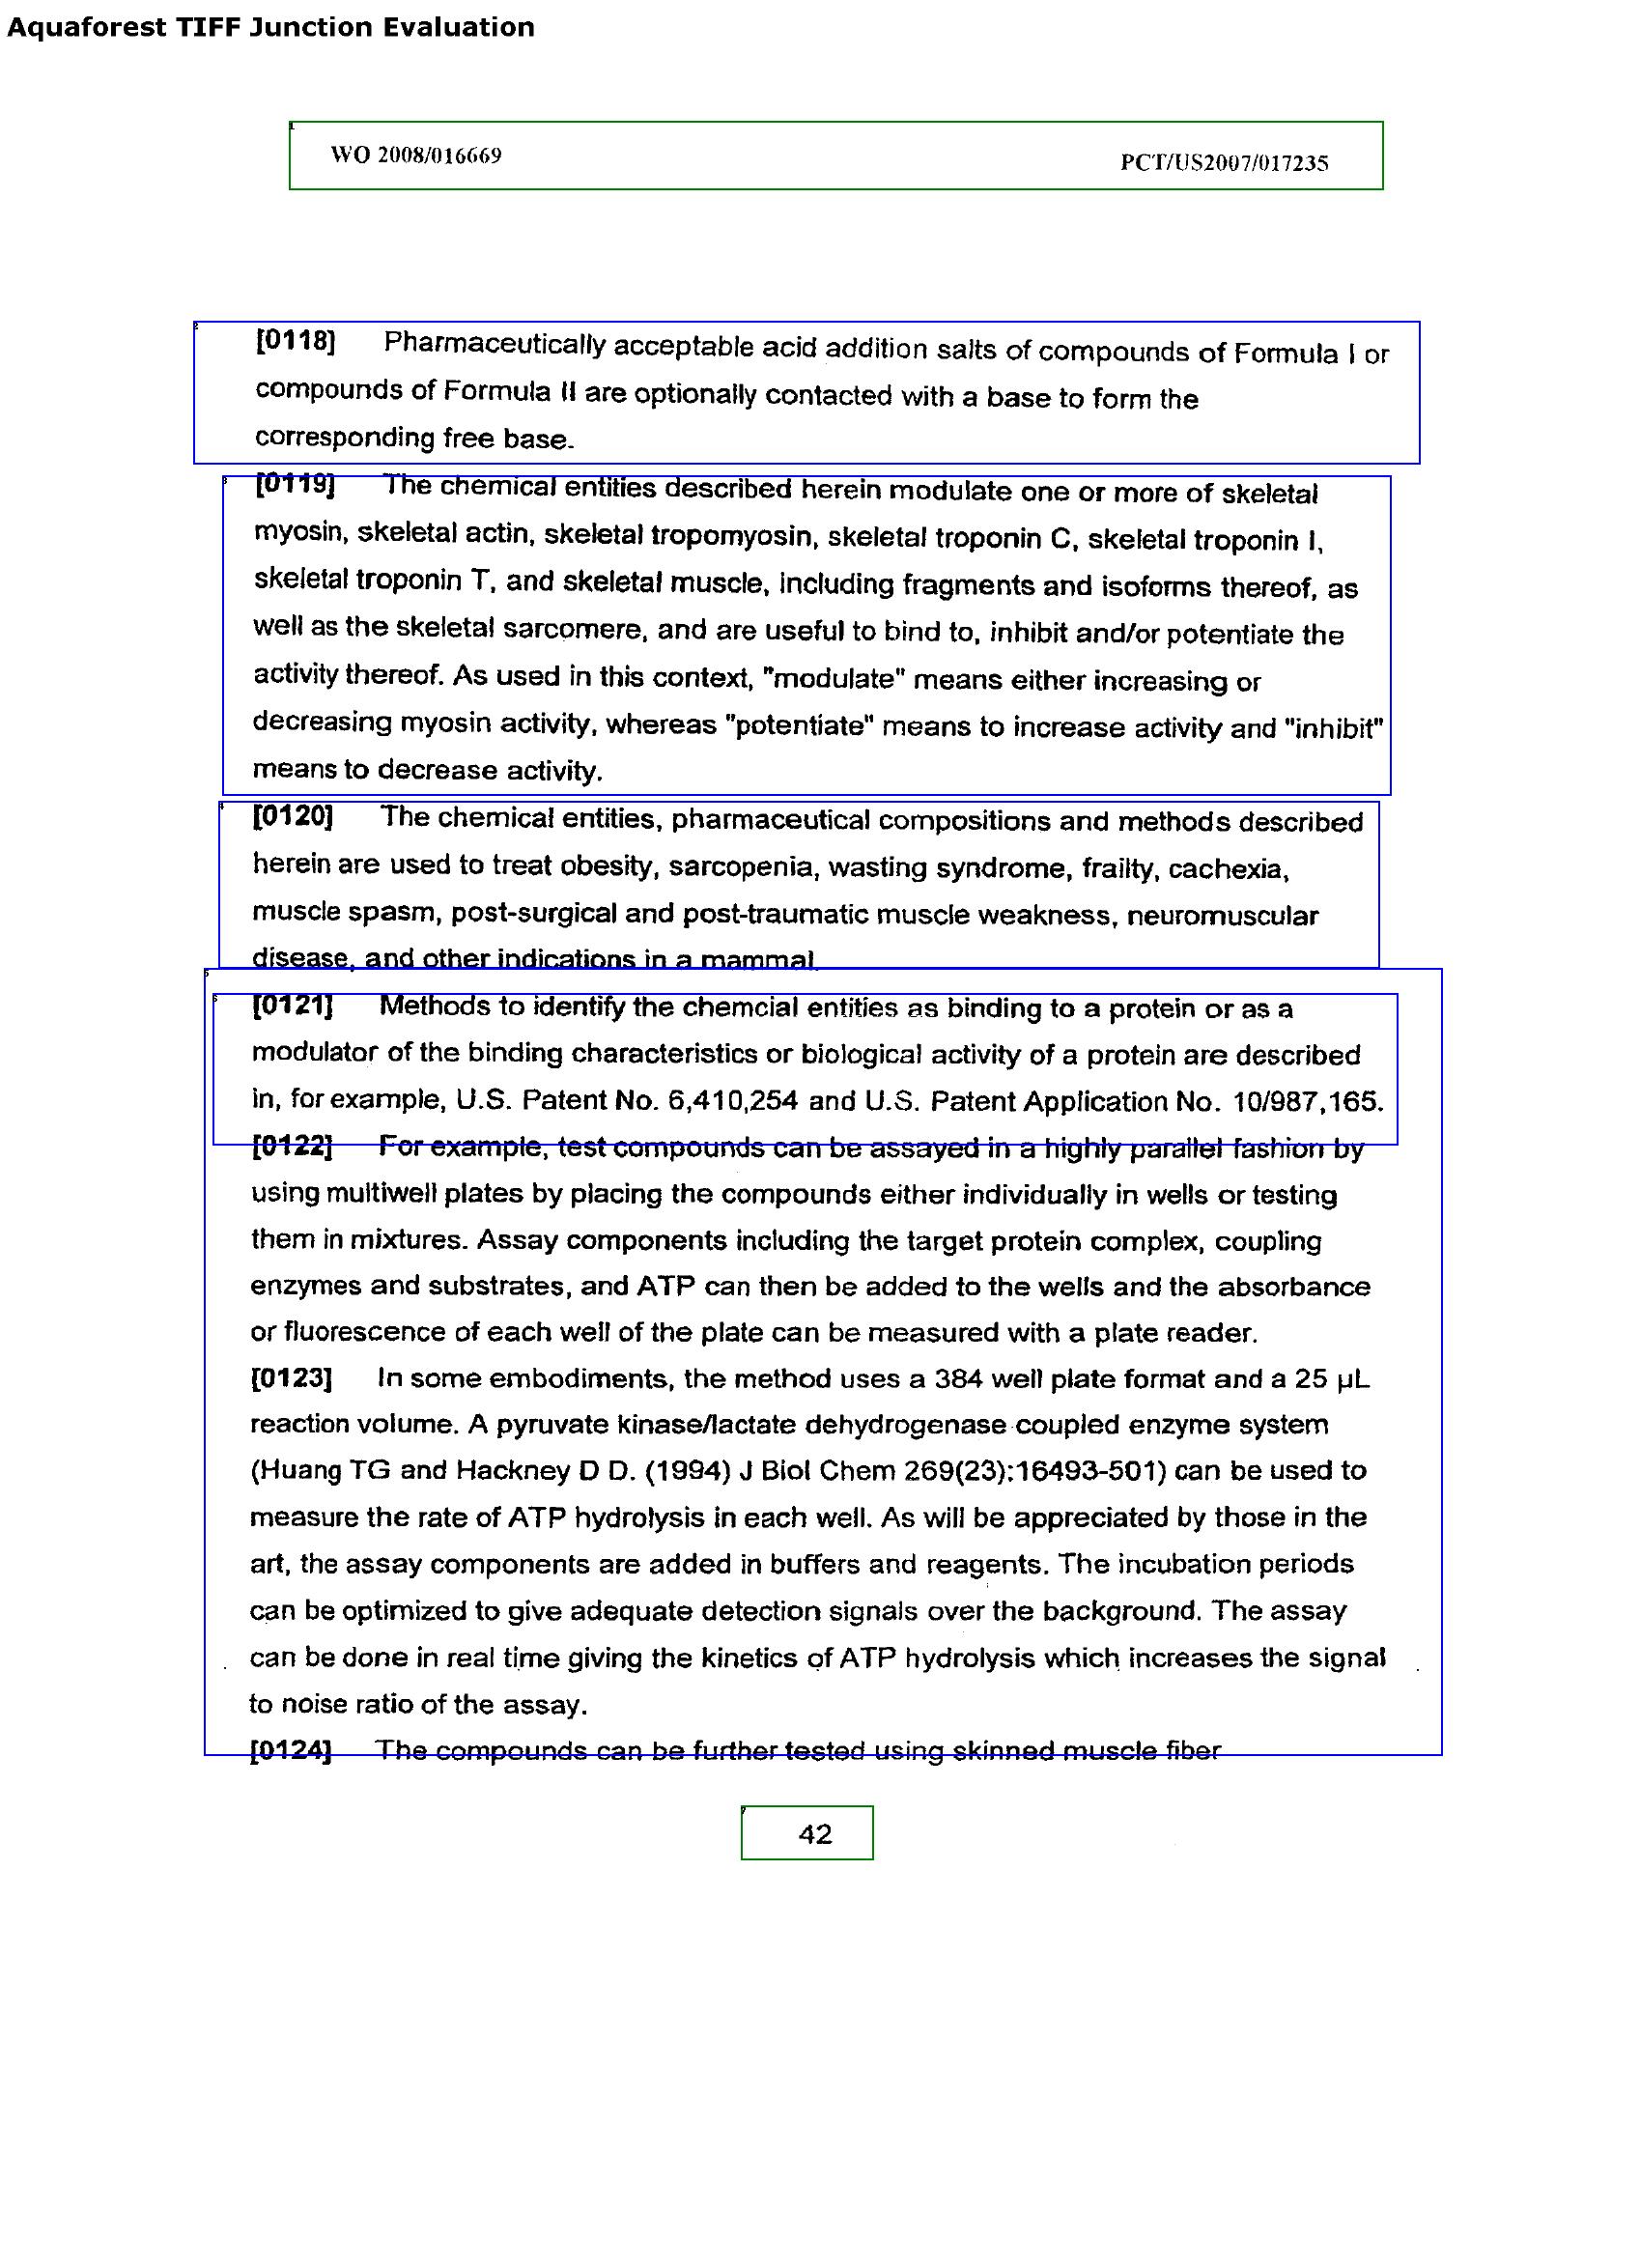 Aquaforest TIFF Junction Evaluation
WO 2008/016669 PCT/US2007/017235
[0118] Pharmaceutically acceptable acid addition salts of compounds of Formula I or
compounds of Formula II are optionally contacted with a base to form the
corresponding free base.
[0119] The chemical entities described herein modulate one or more of skeletal
myosin, skeletal actin, skeletal tropomyosin, skeletal troponin C, skeletal troponin I,
skeletal troponin T, and skeletal muscle, including fragments and isoforms thereof, as
well as the skeletal sarcomere, and are useful to bind to, inhibit and/or potentiate the
activity thereof. As used in this context, "modulate" means either increasing or
decreasing myosin activity, whereas "potentiate" means to increase activity and "inhibit"
means to decrease activity.
[0120] The chemical entities, pharmaceutical compositions and methods described
herein are used to treat obesity, sarcopenia, wasting syndrome, frailty, cachexia,
muscle spasm, post-surgical and post-traumatic muscle weakness, neuromuscular
disease, and other indications in a mammal
[0121] Methods to identify the chemcial entities as binding to a protein or as a
modulator of the binding characteristics or biological activity of a protein are described
in, for example, U.S. Patent No. 6,410,254 and U.S. Patent Application No. 10/987,165.
[0122] For example, test compounds can be assayed in a highly parallel fashion by
using multiwell plates by placing the compounds either individually in wells or testing
them in mixtures. Assay components including the target protein complex, coupling
enzymes and substrates, and ATP can then be added to the wells and the absorbance
or fluorescence of each well of the plate can be measured with a plate reader.
[0123] In some embodiments, the method uses a 384 well plate format and a 25 µL
reaction volume. A pyruvate kinase/lactate dehydrogenase coupled enzyme system
(Huang TG and Hackney D D. (1994) J Biol Chem 269(23):16493-501) can be used to
measure the rate of ATP hydrolysis in each well. As will be appreciated by those in the
art, the assay components are added in buffers and reagents. The incubation periods
can be optimized to give adequate detection signals over the background. The assay
can be done in real time giving the kinetics of ATP hydrolysis which increases the signal
to noise ratio of the assay.
[0124] The compounds can be further tested using skinned muscle fiber
42